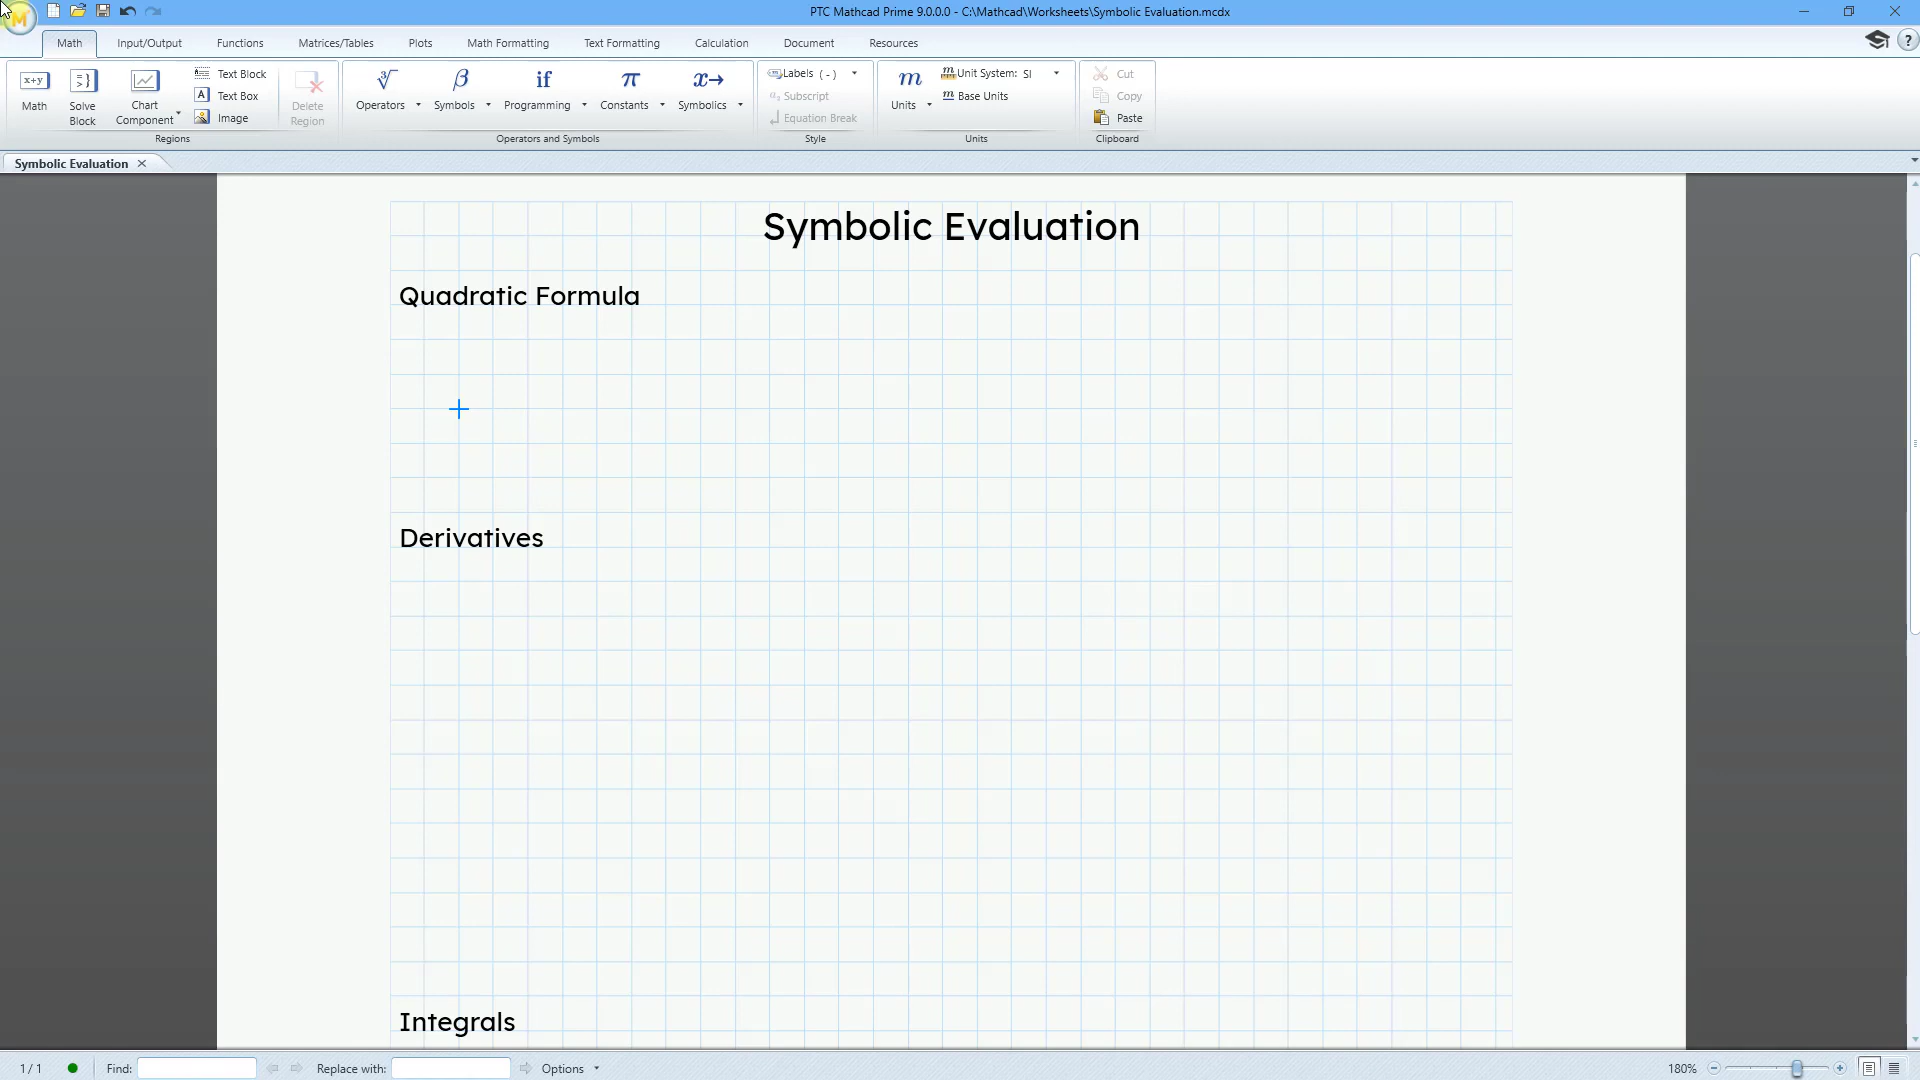 PTC Mathcad Prime 9.0.0.0 - C:\Mathcad\Worksheets\Symbolic Evaluation.mcdx
Math Input/Output Functions Matrices/Tables Plots Math Formatting Text Formatting Calculation Document Resources
Math
Solve Block
Chart Component
Text Block
Text Box
Image
Delete Region
Regions
Operators
Symbols
if
Programming
π
Constants
Symbolics
Operators and Symbols
Labels ( - )
Subscript
Equation Break
Style
m
Units
Unit System: SI
Base Units
Units
Cut
Copy
Paste
Clipboard
Symbolic Evaluation
Symbolic Evaluation
Quadratic Formula
Derivatives
Integrals
1 / 1 Find: Replace with: Options 180%